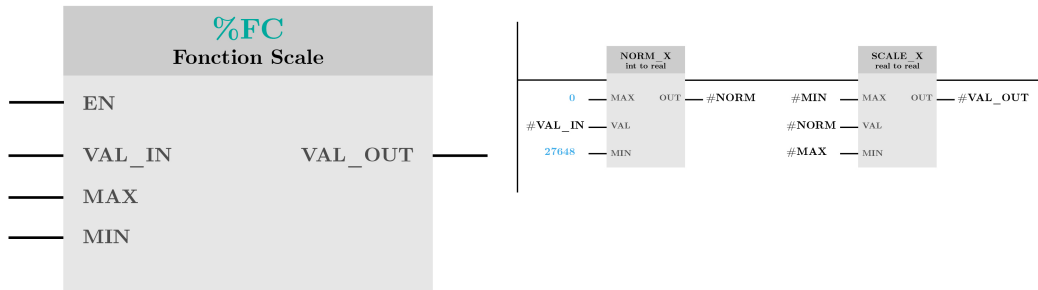 %FC
Fonction Scale
EN
VAL_IN VAL_OUT
MAX
MIN
NORM_X
int to real
0 MAX OUT #NORM
#VAL_IN VAL
27648 MIN
SCALE_X
real to real
#MIN MAX OUT #VAL_OUT
#NORM VAL
#MAX MIN